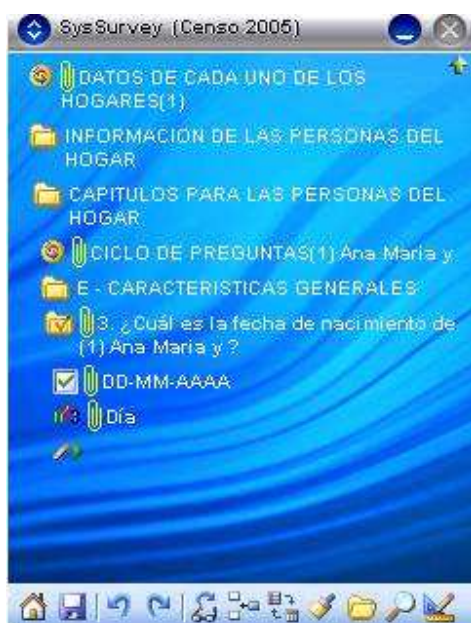 SysSurvey (Censo 2005)
DATOS DE CADA UNO DE LOS
HOGARES(1)
INFORMACION DE LAS PERSONAS DEL
HOGAR
CAPITULOS PARA LAS PERSONAS DEL
HOGAR
CICLO DE PREGUNTAS(1) Ana Maria y
E - CARACTERISTICAS GENERALES
3. ¿Cuál es la fecha de nacimiento de
(1) Ana Maria y ?
DD-MM-AAAA
Día